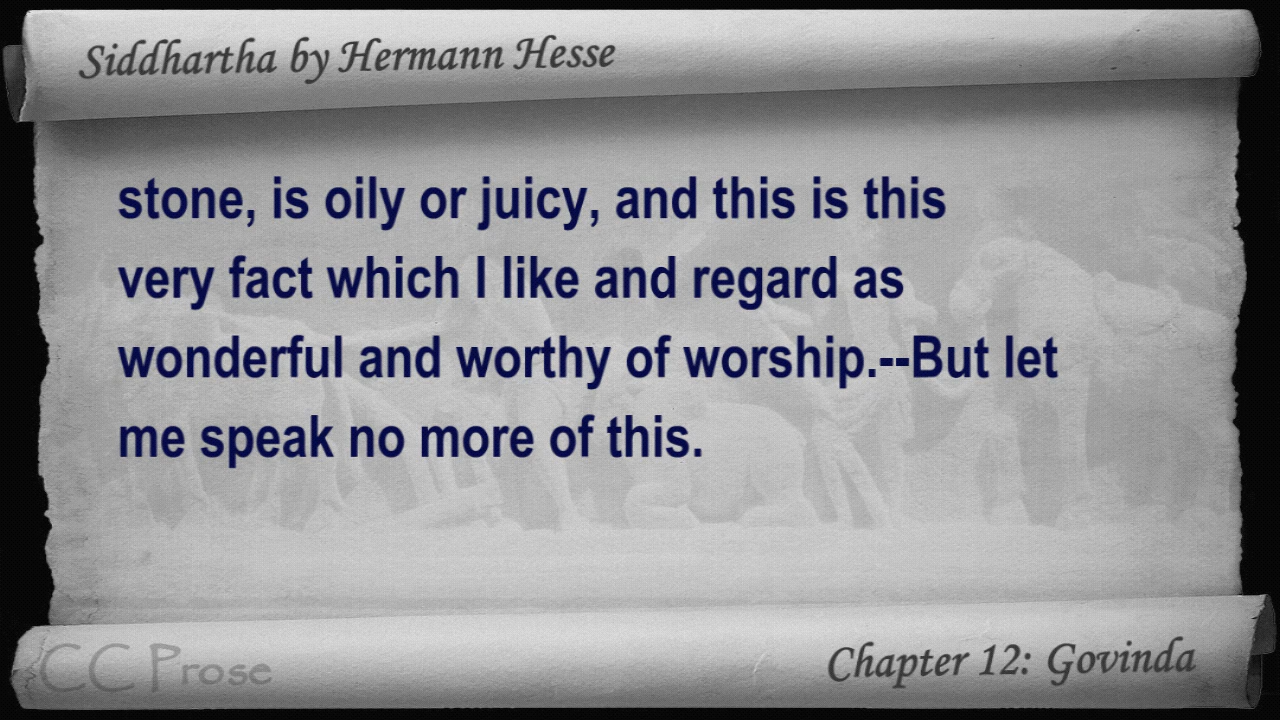 Siddhartha by Hermann Hesse
stone, is oily or juicy, and this is this
very fact which I like and regard as
wonderful and worthy of worship.--But let
me speak no more of this.
CC Prose
Chapter 12: Govinda